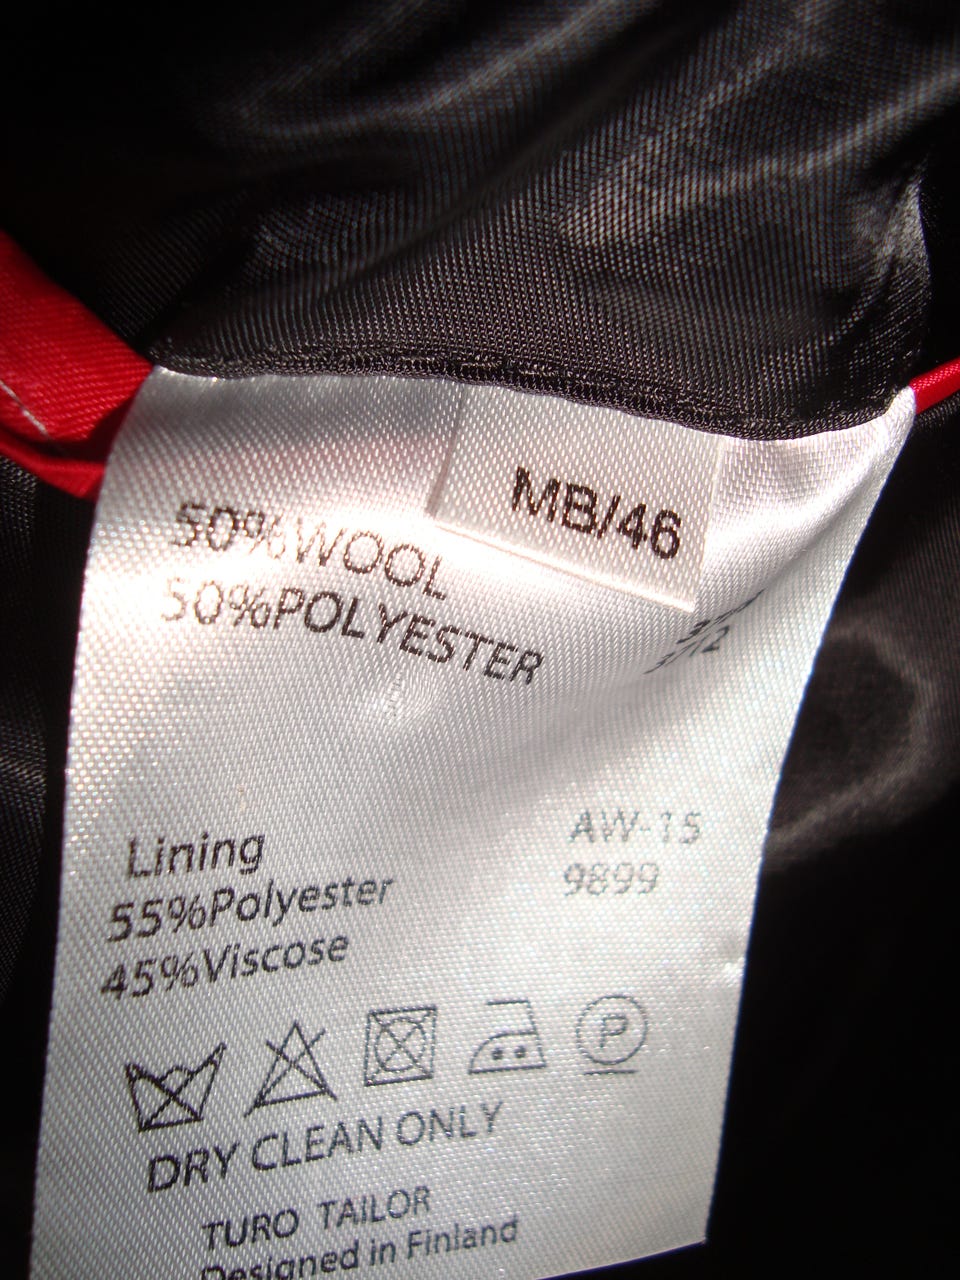 MB/46
50%WOOL
50%POLYESTER
Lining
55%Polyester
45%Viscose
AW-15
9899
P
DRY CLEAN ONLY
TURO TAILOR
Designed in Finland